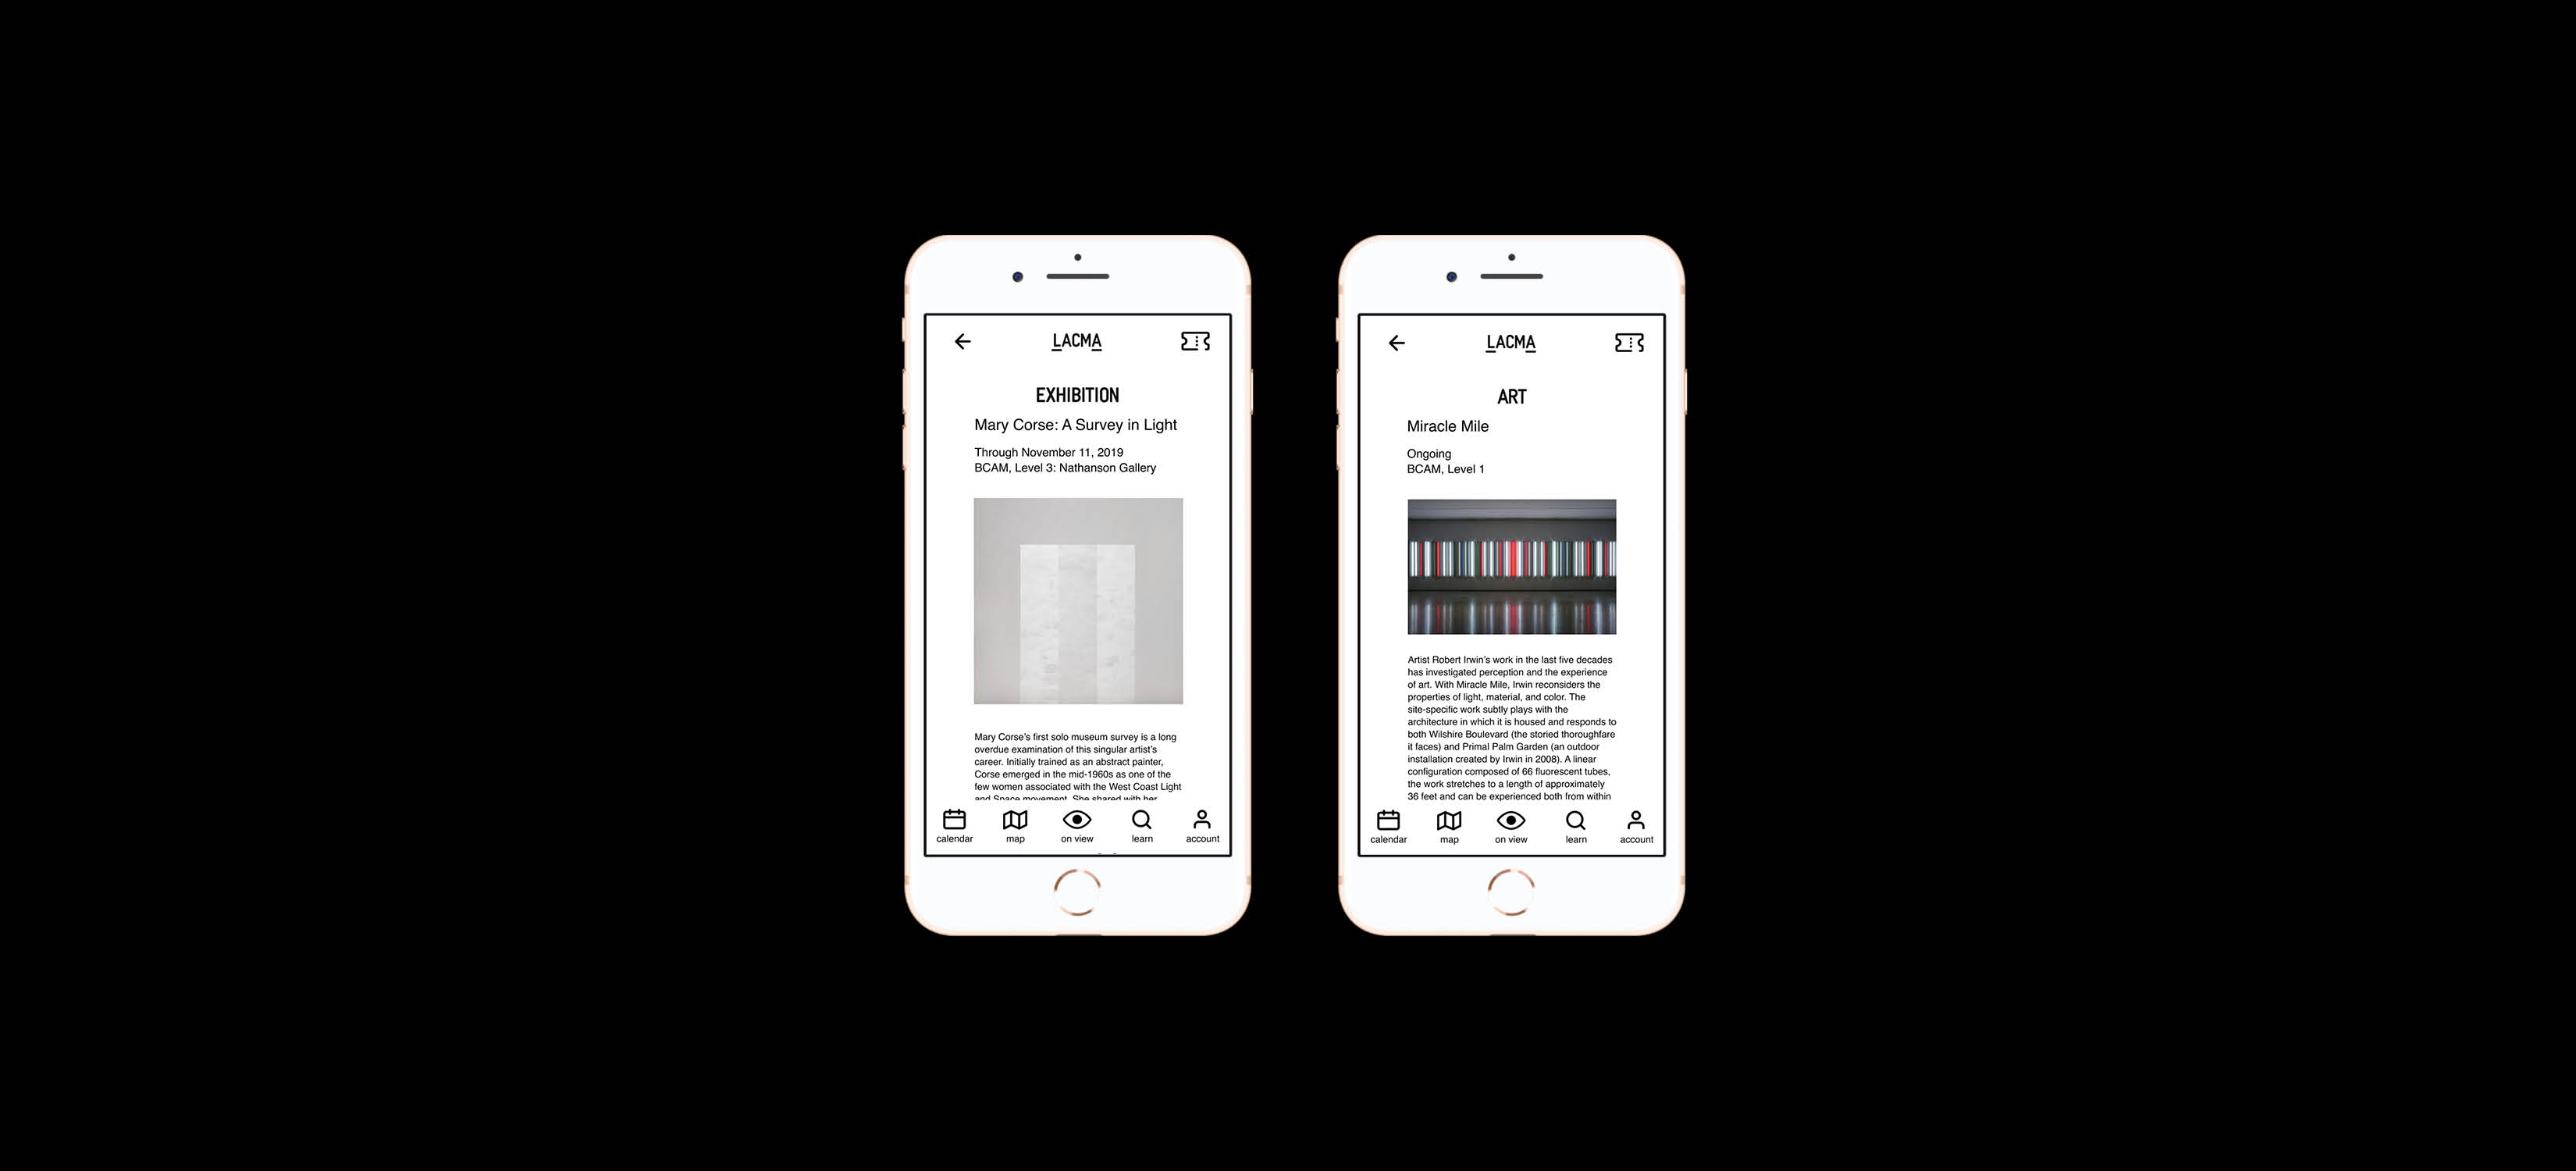 LACMA
EXHIBITION
Mary Corse: A Survey in Light
Through November 11, 2019
BCAM, Level 3: Nathanson Gallery
Mary Corse's first solo museum survey is a long
overdue examination of this singular artist's
career. Initially trained as an abstract painter,
Corse emerged in the mid-1960s as one of the
few women associated with the West Coast Light
and Space movement. She shared with her
calendar
map
on view
learn
account
LACMA
ART
Miracle Mile
Ongoing
BCAM, Level 1
Artist Robert Irwin's work in the last five decades
has investigated perception and the experience
of art. With Miracle Mile, Irwin reconsiders the
properties of light, material, and color. The
site-specific work subtly plays with the
architecture in which it is housed and responds to
both Wilshire Boulevard (the storied thoroughfare
it faces) and Primal Palm Garden (an outdoor
installation created by Irwin in 2008). A linear
configuration composed of 66 fluorescent tubes,
the work stretches to a length of approximately
36 feet and can be experienced both from within
calendar
map
on view
learn
account